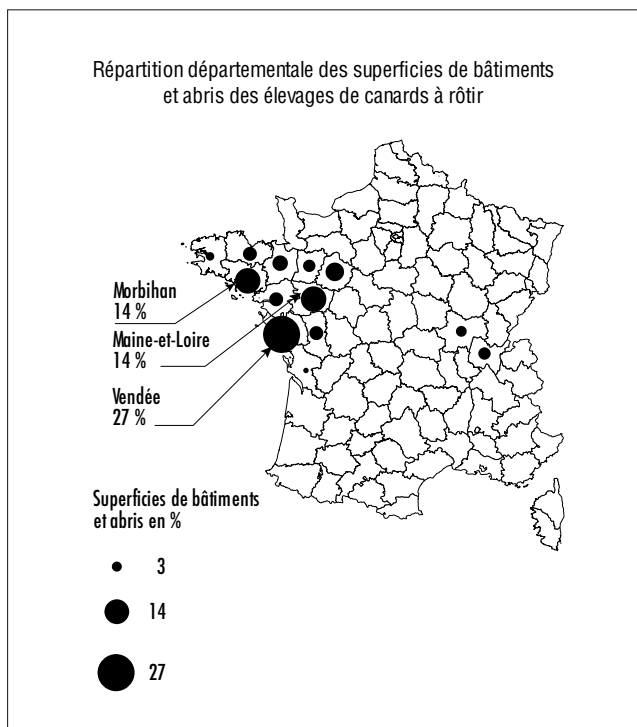 Répartition départementale des superficies de bâtiments
et abris des élevages de canards à rôtir
Morbihan
14 %
Maine-et-Loire
14 %
Vendée
27 %
Superficies de bâtiments
et abris en %
3
14
27